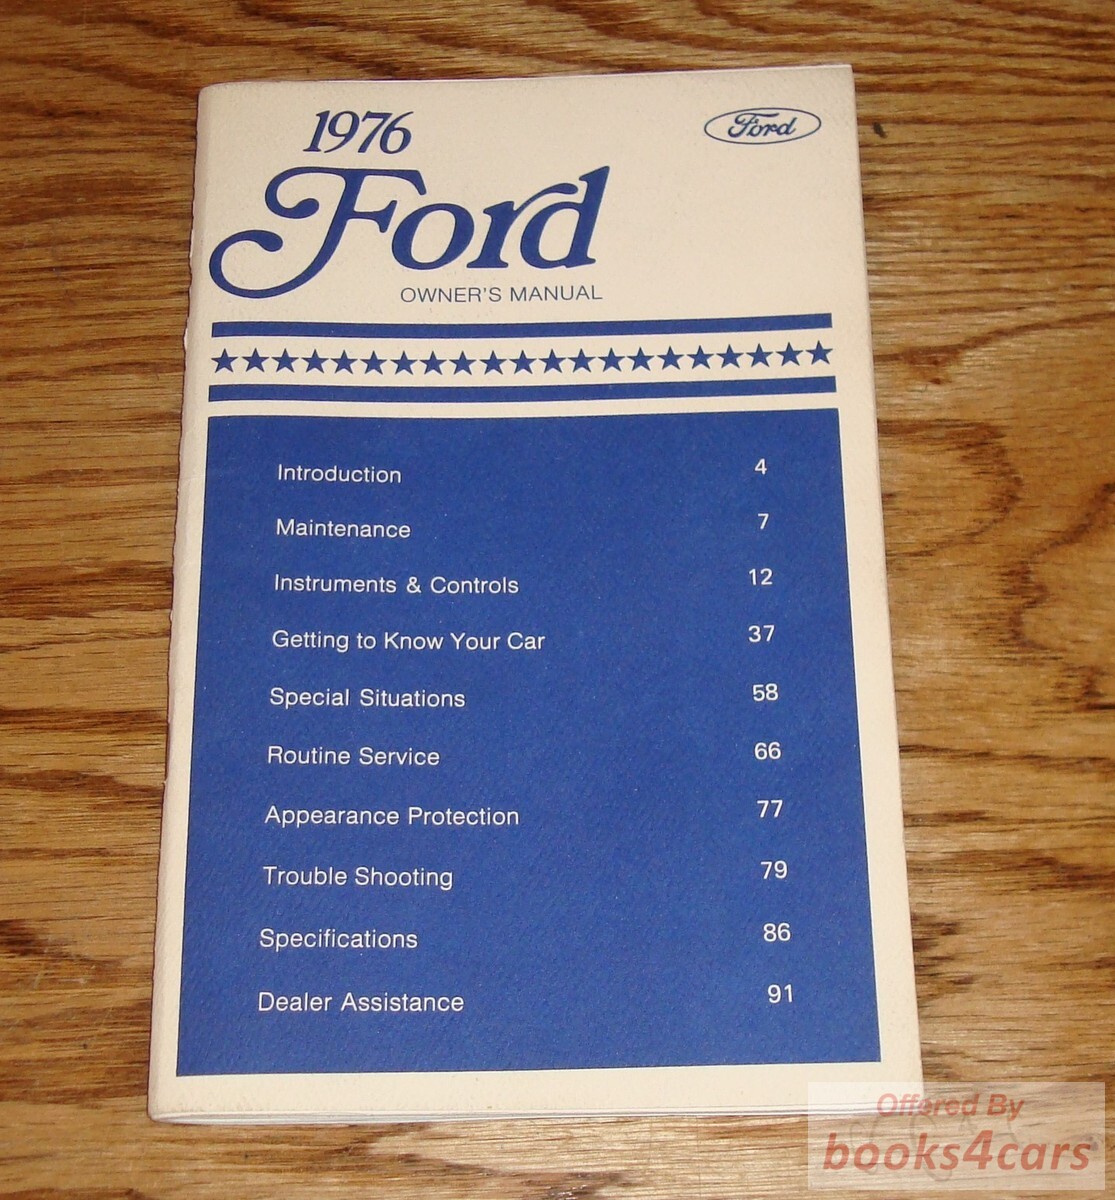 1976
Ford
Ford
OWNER'S MANUAL
Introduction 4
Maintenance 7
Instruments & Controls 12
Getting to Know Your Car 37
Special Situations 58
Routine Service 66
Appearance Protection 77
Trouble Shooting 79
Specifications 86
Dealer Assistance 91
Offered By
books4cars